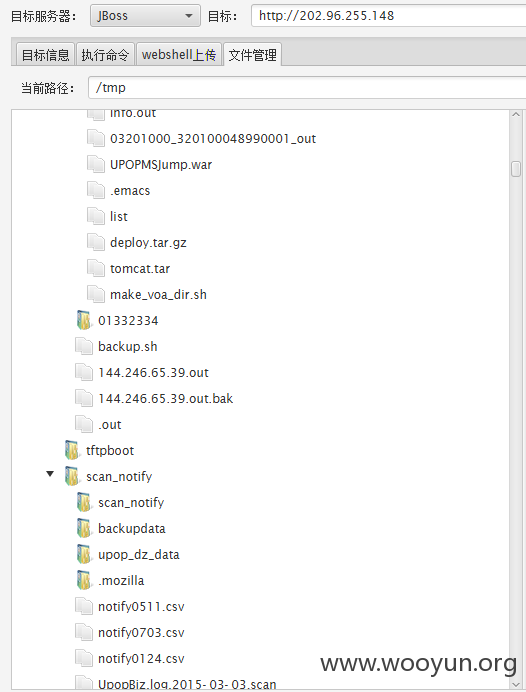 目标服务器： JBoss 目标： http://202.96.255.148
目标信息 执行命令 webshell上传 文件管理
当前路径： /tmp
info.out
03201000_320100048990001_out
UPOPMSJump.war
.emacs
list
deploy.tar.gz
tomcat.tar
make_voa_dir.sh
01332334
backup.sh
144.246.65.39.out
144.246.65.39.out.bak
.out
tftpboot
scan_notify
scan_notify
backupdata
upop_dz_data
.mozilla
notify0511.csv
notify0703.csv
notify0124.csv
UpopBiz.log.2015-03-03.scan
www.wooyun.org